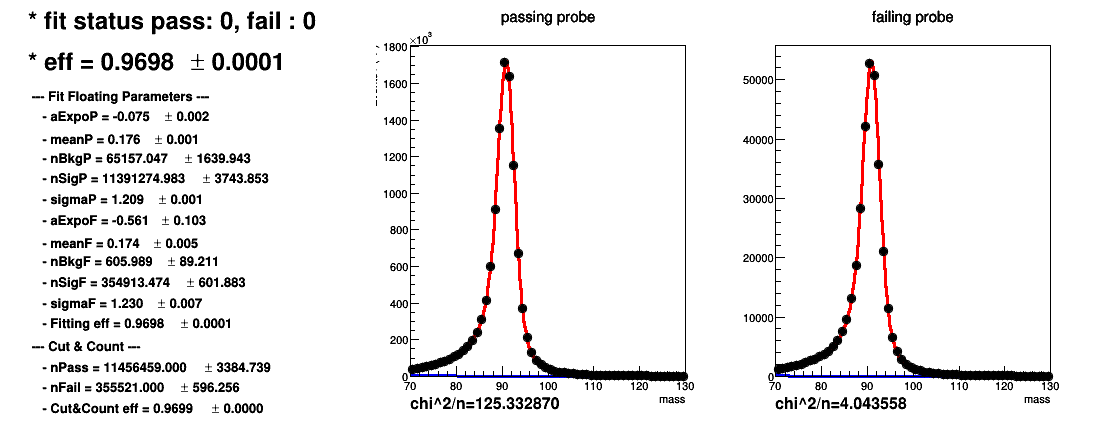 * fit status pass: 0, fail : 0
* eff = 0.9698 ± 0.0001
--- Fit Floating Parameters ---
- aExpoP = -0.075 ± 0.002
- meanP = 0.176 ± 0.001
- nBkgP = 65157.047 ± 1639.943
- nSigP = 11391274.983 ± 3743.853
- sigmaP = 1.209 ± 0.001
- aExpoF = -0.561 ± 0.103
- meanF = 0.174 ± 0.005
- nBkgF = 605.989 ± 89.211
- nSigF = 354913.474 ± 601.883
- sigmaF = 1.230 ± 0.007
- Fitting eff = 0.9698 ± 0.0001
--- Cut & Count ---
- nPass = 11456459.000 ± 3384.739
- nFail = 355521.000 ± 596.256
- Cut&Count eff = 0.9699 ± 0.0000
passing probe
×10³
1800
1600
1400
1200
1000
800
600
400
200
0
70 80 90 100 110 120 130
mass
chi^2/n=125.332870
failing probe
50000
40000
30000
20000
10000
0
70 80 90 100 110 120 130
mass
chi^2/n=4.043558